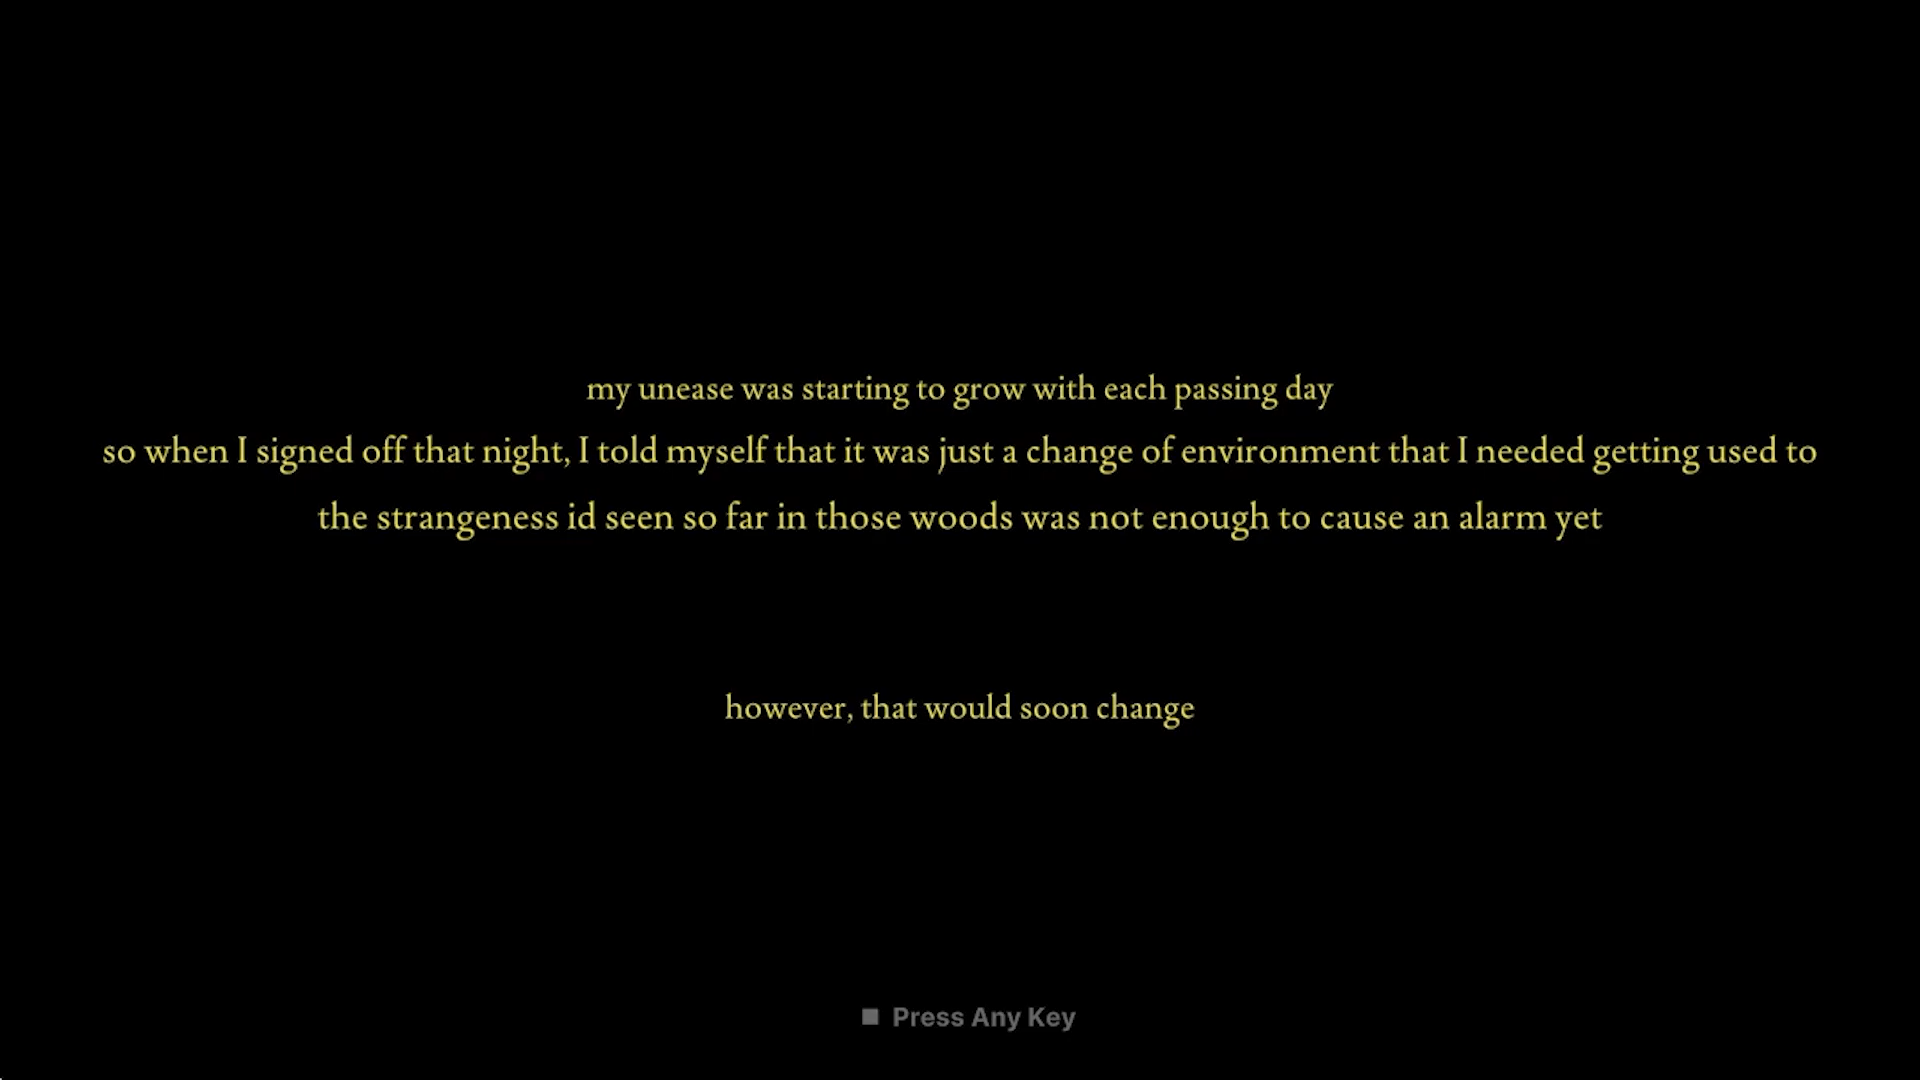 my unease was starting to grow with each passing day
so when I signed off that night, I told myself that it was just a change of environment that I needed getting used to
the strangeness id seen so far in those woods was not enough to cause an alarm yet
however, that would soon change
Press Any Key